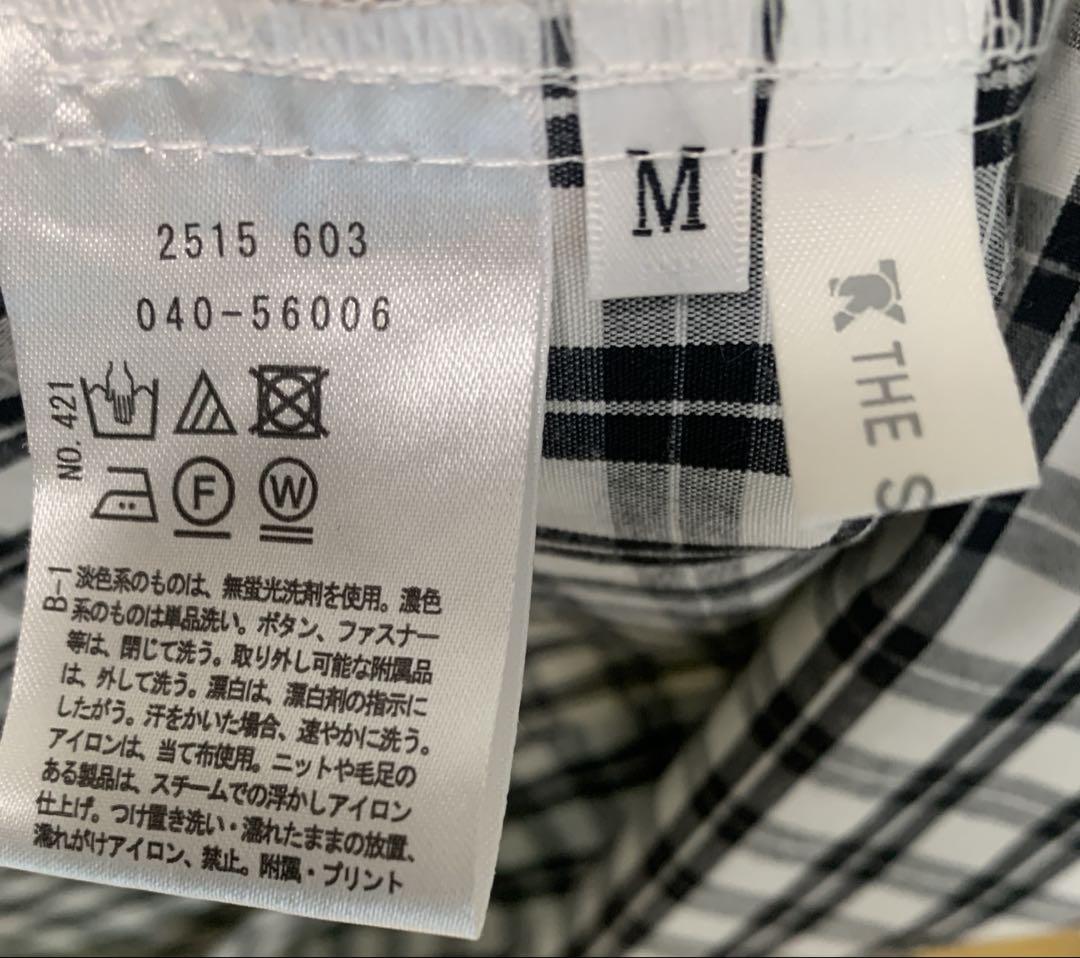 2515 603
040-56006
NO. 421
F
W
B-1
淡色系のものは、無蛍光洗剤を使用。濃色
系のものは単品洗い。ボタン、ファスナー
等は、閉じて洗う。取り外し可能な附属品
は、外して洗う。漂白は、漂白剤の指示に
したがう。汗をかいた場合、速やかに洗う。
アイロンは、当て布使用。ニットや毛足の
ある製品は、スチームでの浮かしアイロン
仕上げ。つけ置き洗い・濡れたままの放置、
濡れがけアイロン、禁止。附属・プリント
M
THE S